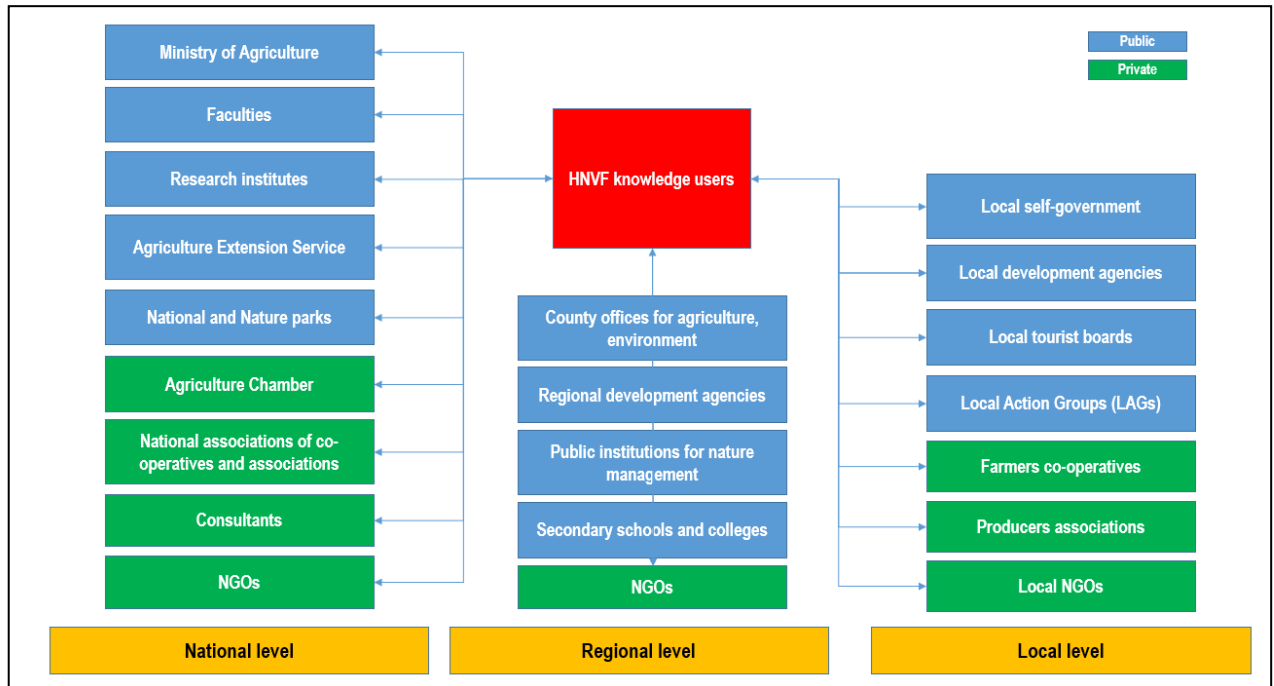 Ministry of Agriculture
Faculties
Research institutes
Agriculture Extension Service
National and Nature parks
Agriculture Chamber
National associations of co-
operatives and associations
Consultants
NGOs
National level
HNVF knowledge users
County offices for agriculture,
environment
Regional development agencies
Public institutions for nature
management
Secondary schools and colleges
NGOs
Regional level
Public
Private
Local self-government
Local development agencies
Local tourist boards
Local Action Groups (LAGs)
Farmers co-operatives
Producers associations
Local NGOs
Local level